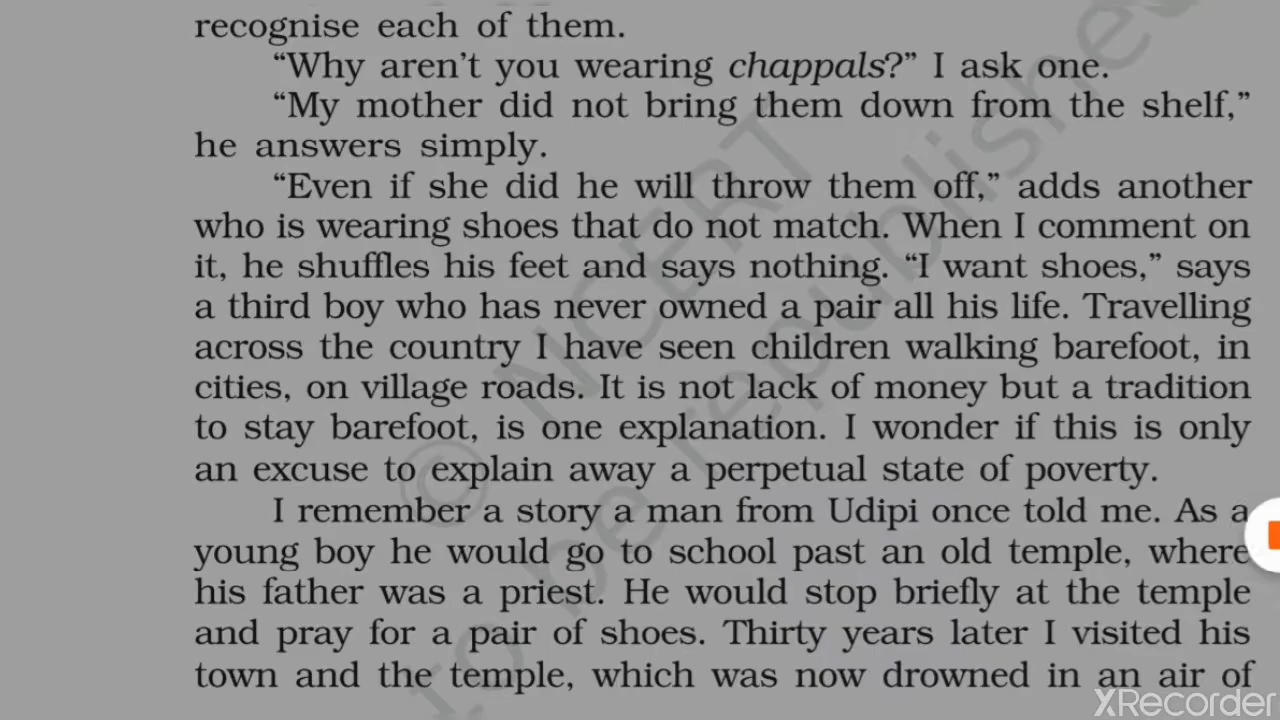 recognise each of them.
“Why aren’t you wearing chappals?” I ask one.
“My mother did not bring them down from the shelf,”
he answers simply.
“Even if she did he will throw them off,” adds another
who is wearing shoes that do not match. When I comment on
it, he shuffles his feet and says nothing. “I want shoes,” says
a third boy who has never owned a pair all his life. Travelling
across the country I have seen children walking barefoot, in
cities, on village roads. It is not lack of money but a tradition
to stay barefoot, is one explanation. I wonder if this is only
an excuse to explain away a perpetual state of poverty.
I remember a story a man from Udipi once told me. As a
young boy he would go to school past an old temple, where
his father was a priest. He would stop briefly at the temple
and pray for a pair of shoes. Thirty years later I visited his
town and the temple, which was now drowned in an air of
© NCERT
to be republished
XRecorder